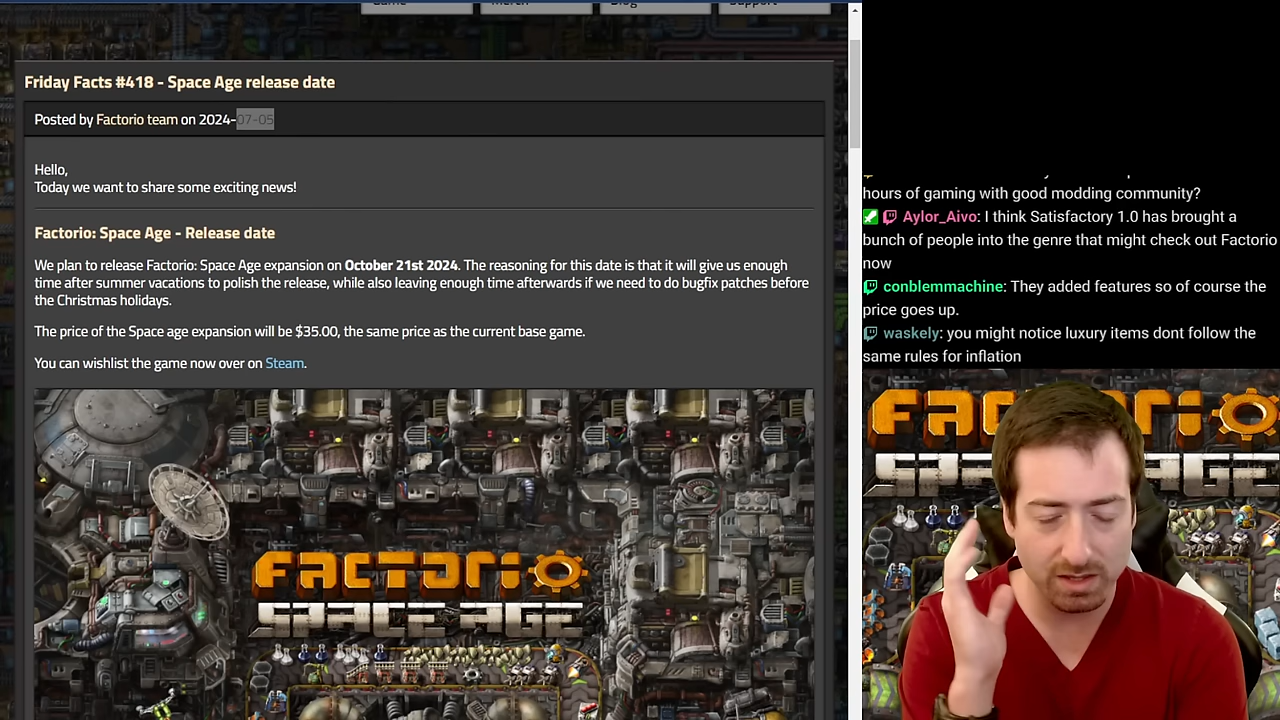 Game Merch Blog Support
Friday Facts #418 - Space Age release date
Posted by Factorio team on 2024-07-05
Hello,
Today we want to share some exciting news!
Factorio: Space Age - Release date
We plan to release Factorio: Space Age expansion on October 21st 2024. The reasoning for this date is that it will give us enough
time after summer vacations to polish the release, while also leaving enough time afterwards if we need to do bugfix patches before
the Christmas holidays.
The price of the Space age expansion will be $35.00, the same price as the current base game.
You can wishlist the game now over on Steam.
FACTORIO
SPACE AGE
hours of gaming with good modding community?
Aylor_Aivo: I think Satisfactory 1.0 has brought a
bunch of people into the genre that might check out Factorio
now
conblemmachine: They added features so of course the
price goes up.
waskely: you might notice luxury items dont follow the
same rules for inflation